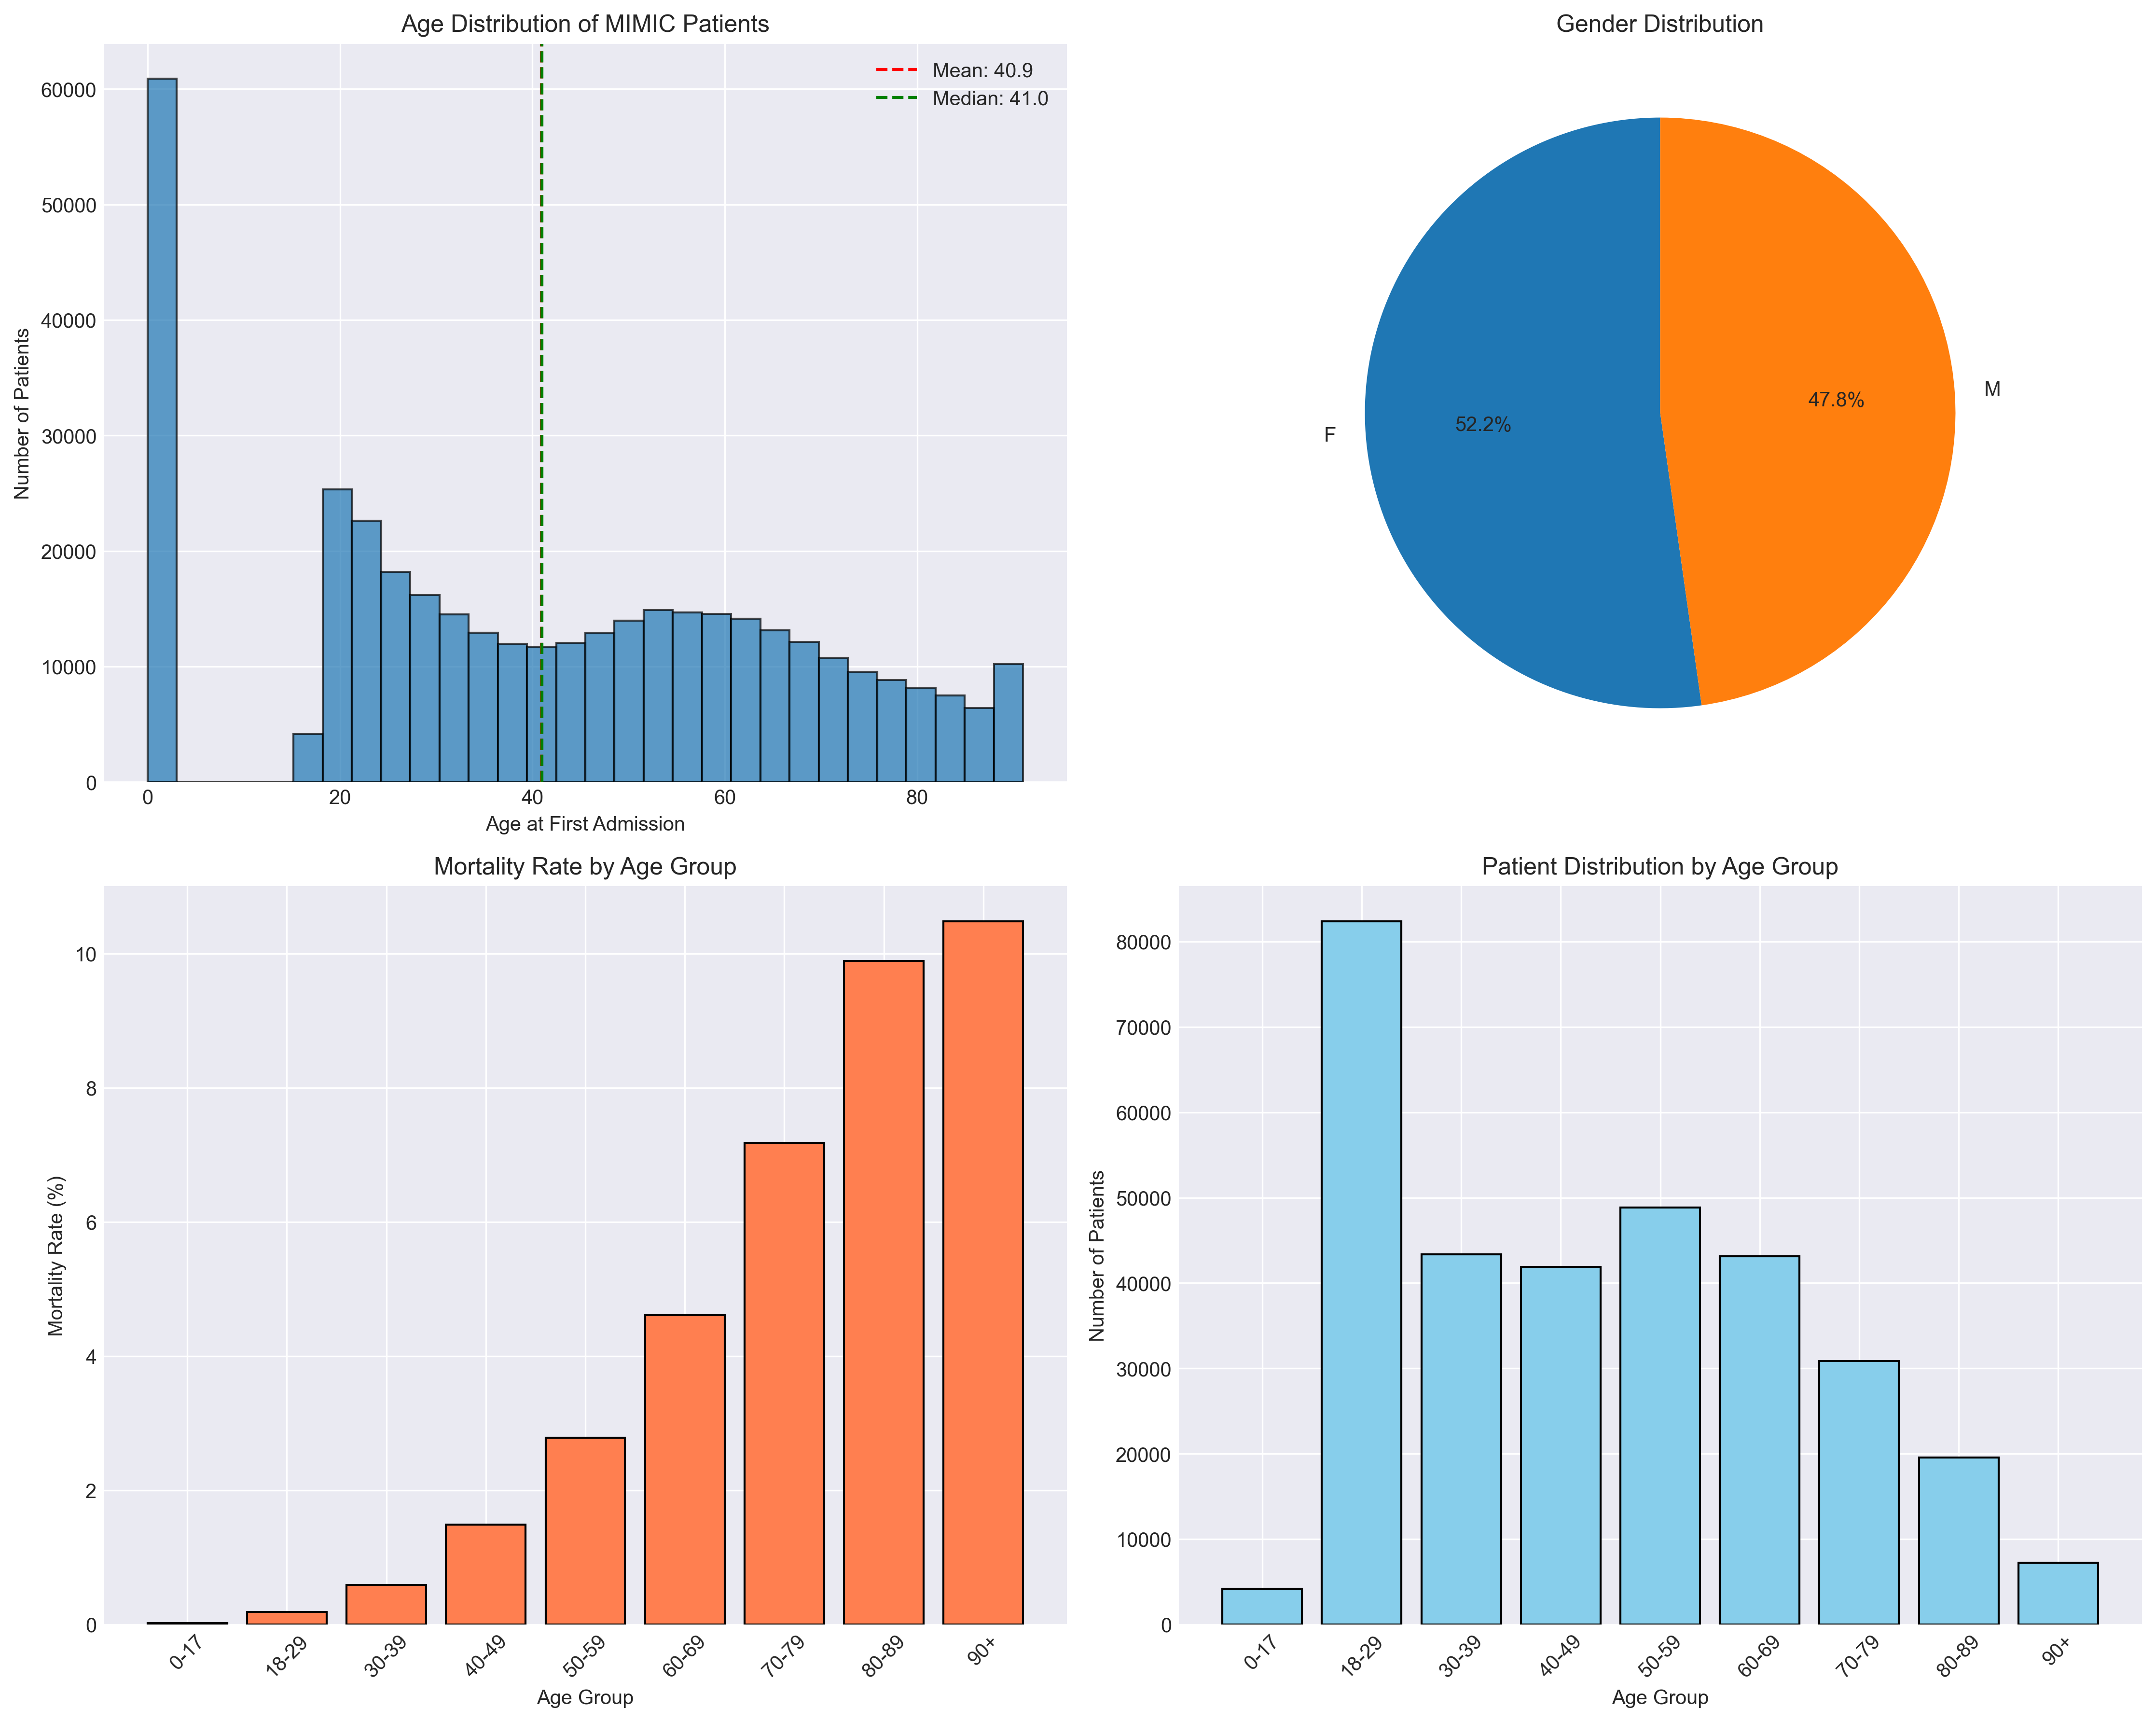 Age Distribution of MIMIC Patients
Mean: 40.9
Median: 41.0
60000
50000
40000
30000
20000
10000
0
Number of Patients
0 20 40 60 80
Age at First Admission
Gender Distribution
F
52.2%
47.8%
M
Mortality Rate by Age Group
10
8
6
4
2
0
Mortality Rate (%)
0-17 18-29 30-39 40-49 50-59 60-69 70-79 80-89 90+
Age Group
Patient Distribution by Age Group
80000
70000
60000
50000
40000
30000
20000
10000
0
Number of Patients
0-17 18-29 30-39 40-49 50-59 60-69 70-79 80-89 90+
Age Group